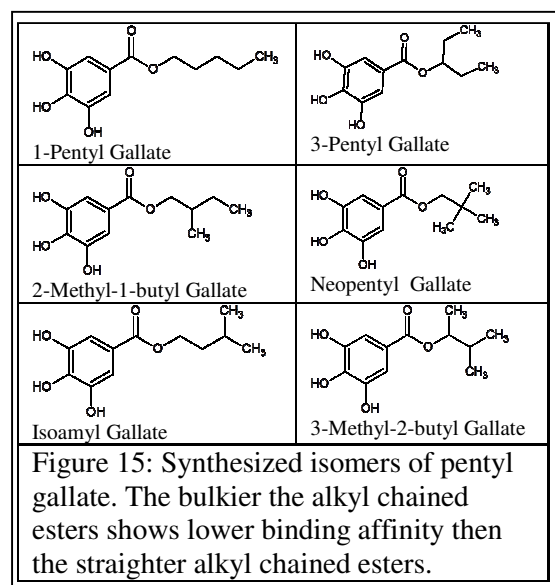 O
CH₃
HO
O
HO
OH
1-Pentyl Gallate
CH₃
O
HO
O
CH₃
HO
HO
3-Pentyl Gallate
O
HO
O
CH₃
HO
CH₃
OH
2-Methyl-1-butyl Gallate
O
CH₃
HO
O
CH₃
H₃C
HO
OH
Neopentyl Gallate
O
CH₃
HO
O
CH₃
HO
OH
Isoamyl Gallate
O
CH₃
HO
O
CH₃
HO
CH₃
OH
3-Methyl-2-butyl Gallate
Figure 15: Synthesized isomers of pentyl
gallate. The bulkier the alkyl chained
esters shows lower binding affinity then
the straighter alkyl chained esters.